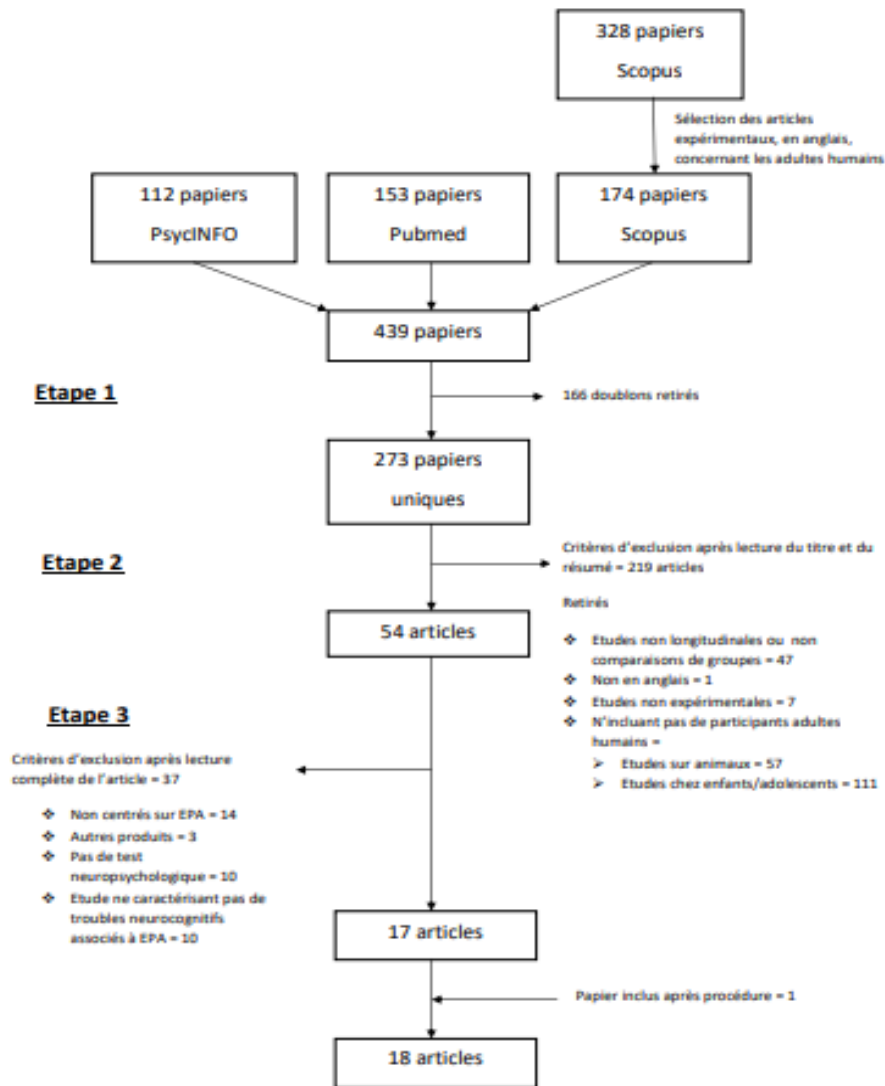 328 papiers
Scopus
Sélection des articles
expérimentaux, en anglais,
concernant les adultes humains
112 papiers
PsycINFO
153 papiers
Pubmed
174 papiers
Scopus
439 papiers
Etape 1
166 doublons retirés
273 papiers
uniques
Etape 2
Critères d'exclusion après lecture du titre et du
résumé = 219 articles
Retirés
54 articles
❖ Etudes non longitudinales ou non
comparaisons de groupes = 47
❖ Non en anglais = 1
❖ Etudes non expérimentales = 7
❖ N'incluant pas de participants adultes
humains =
➢ Etudes sur animaux = 57
➢ Etudes chez enfants/adolescents = 111
Etape 3
Critères d'exclusion après lecture
complète de l'article = 37
❖ Non centrés sur EPA = 14
❖ Autres produits = 3
❖ Pas de test
neuropsychologique = 10
❖ Etude ne caractérisant pas de
troubles neurocognitifs
associés à EPA = 10
17 articles
Papier inclus après procédure = 1
18 articles